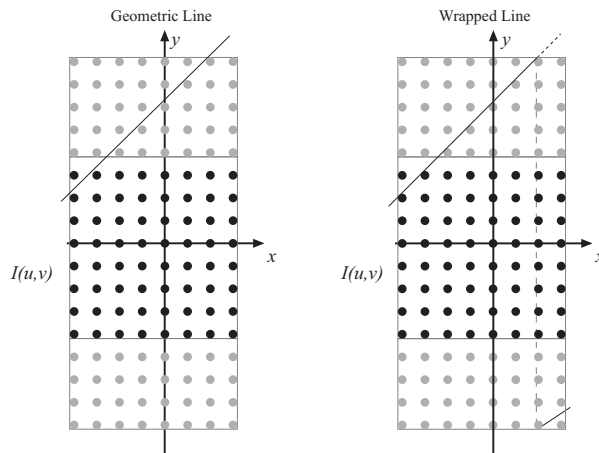 Geometric Line
Wrapped Line
y
y
x
x
I(u,v)
I(u,v)